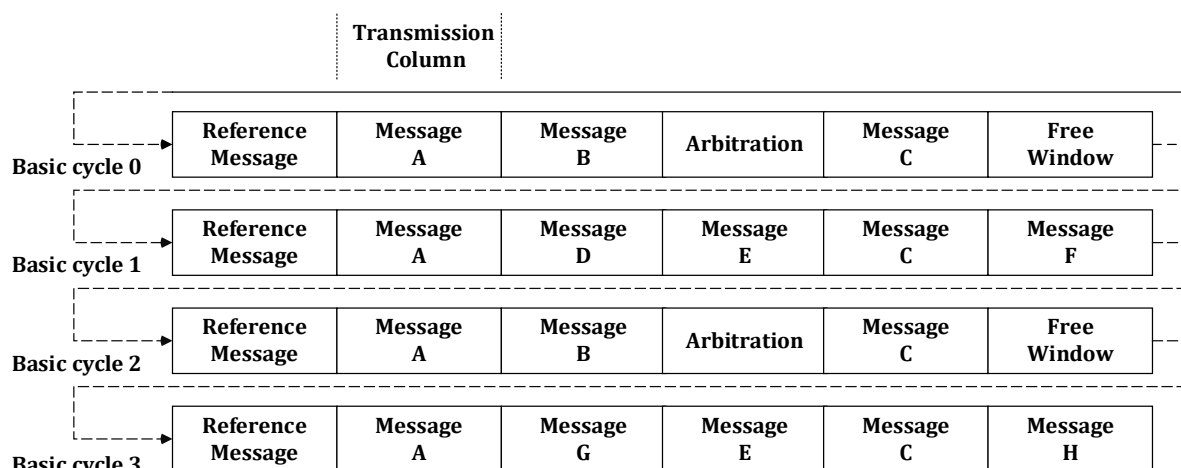 Transmission
Column
Reference Message Message Arbitration Message Free
Message A B C Window
Basic cycle 0
Reference Message Message Message Message Message
Message A D E C F
Basic cycle 1
Reference Message Message Arbitration Message Free
Message A B C Window
Basic cycle 2
Reference Message Message Message Message Message
Message A G E C H
Basic cycle 3